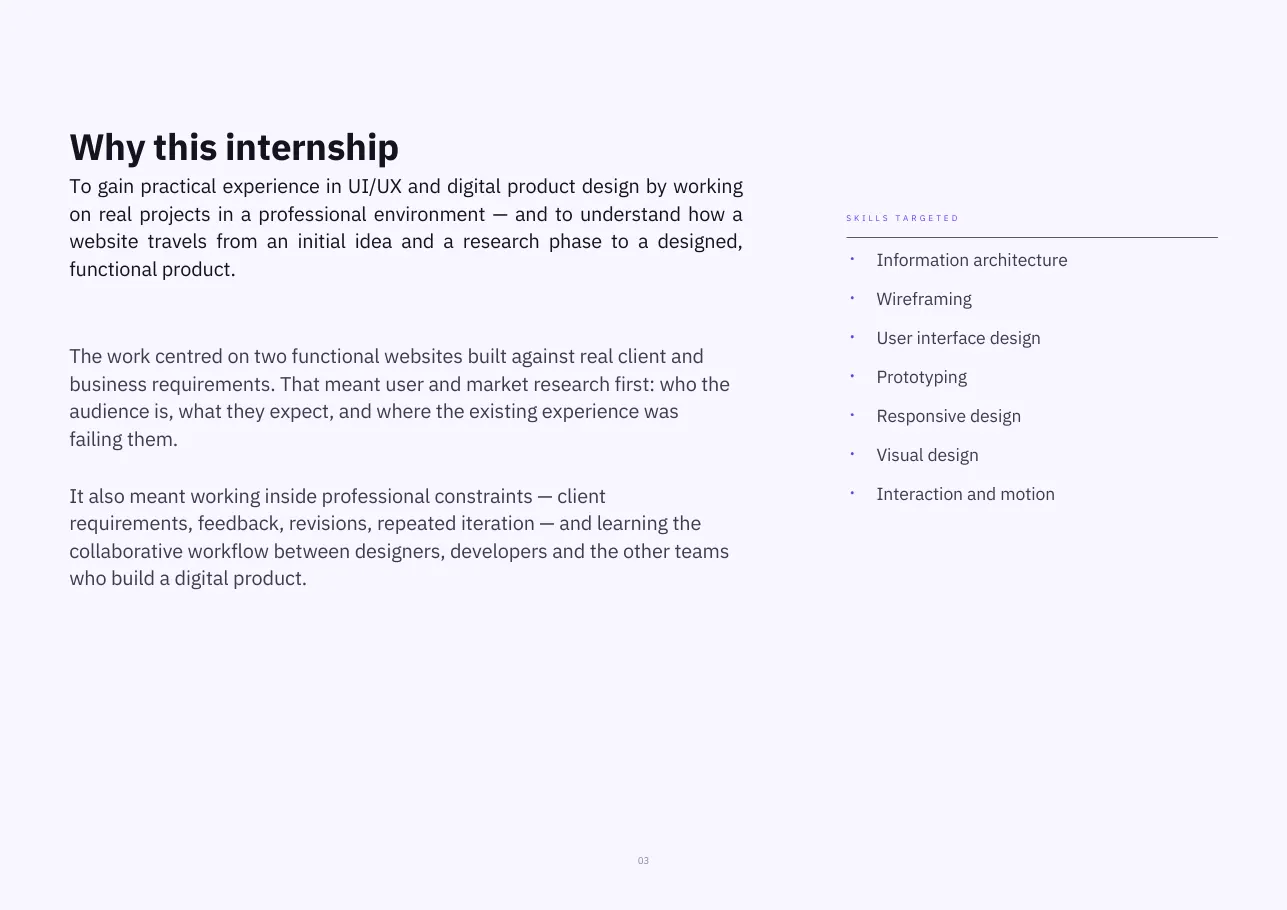 Why this internship
To gain practical experience in UI/UX and digital product design by working
on real projects in a professional environment — and to understand how a
website travels from an initial idea and a research phase to a designed,
functional product.
The work centred on two functional websites built against real client and
business requirements. That meant user and market research first: who the
audience is, what they expect, and where the existing experience was
failing them.
It also meant working inside professional constraints — client
requirements, feedback, revisions, repeated iteration — and learning the
collaborative workflow between designers, developers and the other teams
who build a digital product.
SKILLS TARGETED
• Information architecture
• Wireframing
• User interface design
• Prototyping
• Responsive design
• Visual design
• Interaction and motion
03